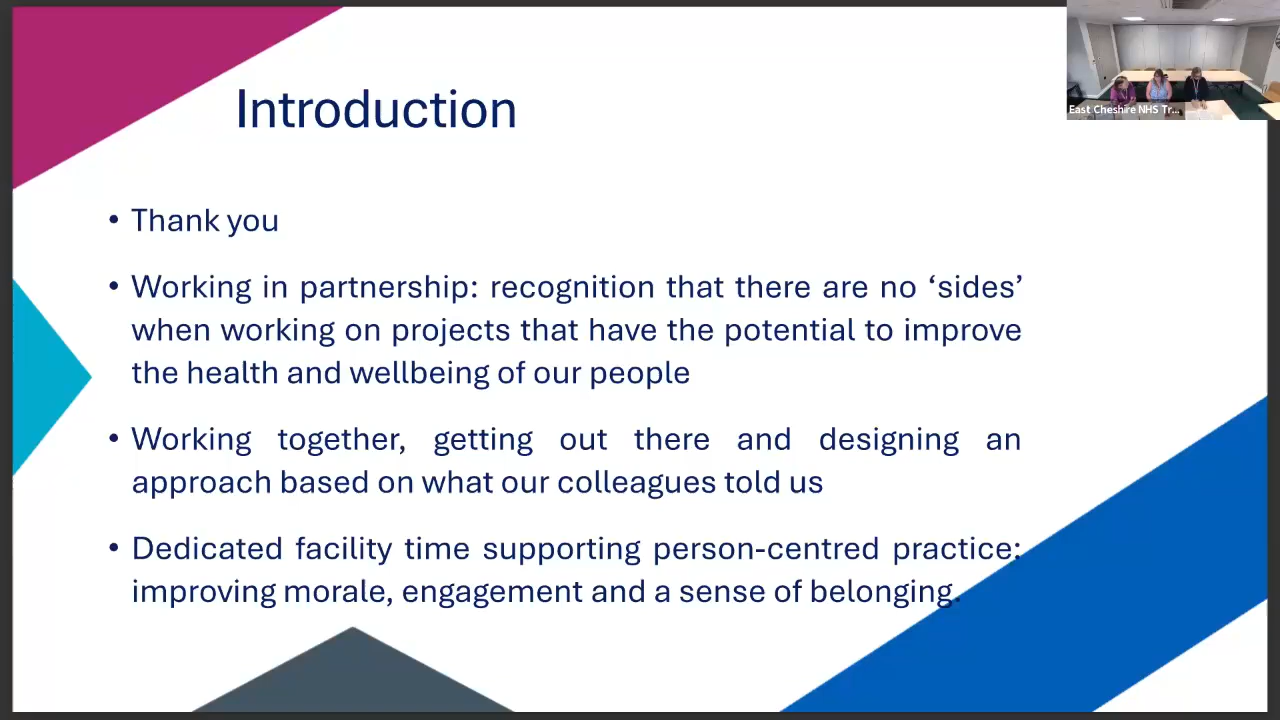 Introduction
East Cheshire NHS Tr...
• Thank you
• Working in partnership: recognition that there are no ‘sides’
when working on projects that have the potential to improve
the health and wellbeing of our people
• Working together, getting out there and designing an
approach based on what our colleagues told us
• Dedicated facility time supporting person-centred practice:
improving morale, engagement and a sense of belonging.